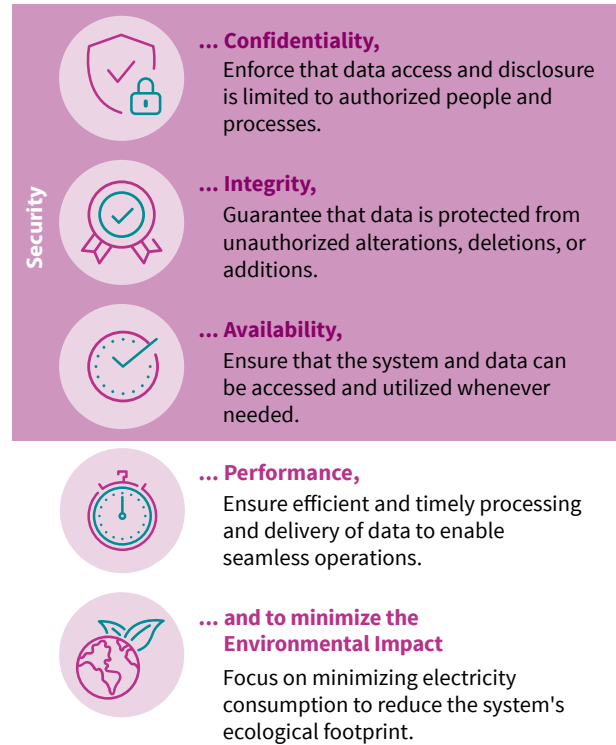 Security
... Confidentiality,
Enforce that data access and disclosure
is limited to authorized people and
processes.
... Integrity,
Guarantee that data is protected from
unauthorized alterations, deletions, or
additions.
... Availability,
Ensure that the system and data can
be accessed and utilized whenever
needed.
... Performance,
Ensure efficient and timely processing
and delivery of data to enable
seamless operations.
... and to minimize the
Environmental Impact
Focus on minimizing electricity
consumption to reduce the system's
ecological footprint.